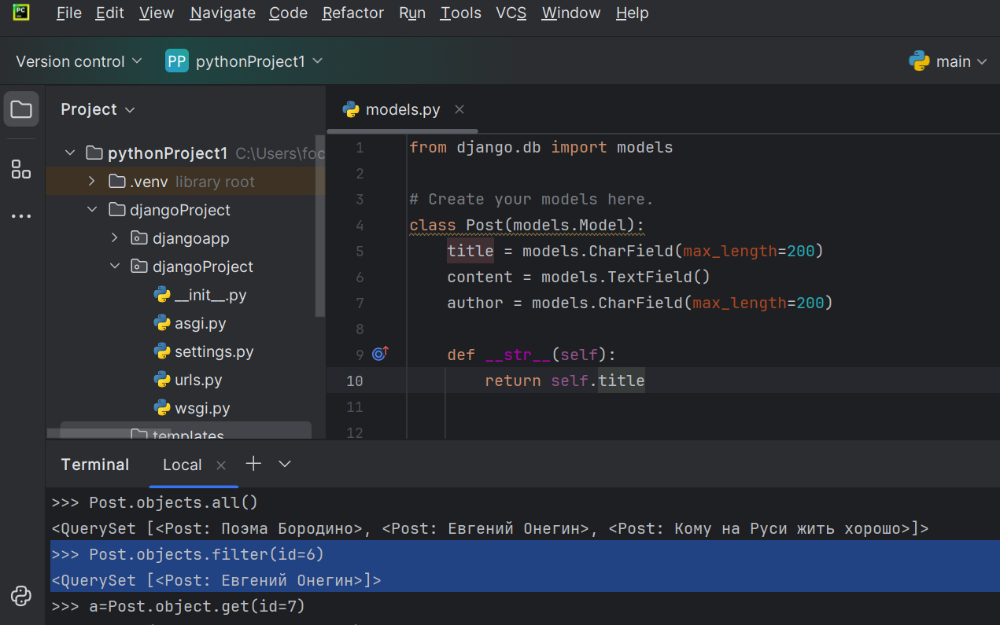 PC
File Edit View Navigate Code Refactor Run Tools VCS Window Help
Version control PP pythonProject1 main
Project
pythonProject1 C:\Users\foc
.venv library root
djangoProject
djangoapp
djangoProject
__init__.py
asgi.py
settings.py
urls.py
wsgi.py
templates
models.py
1 from django.db import models
2
3 # Create your models here.
4 class Post(models.Model):
5 title = models.CharField(max_length=200)
6 content = models.TextField()
7 author = models.CharField(max_length=200)
8
9 def __str__(self):
10 return self.title
11
12
Terminal Local
>>> Post.objects.all()
<QuerySet [<Post: Поэма Бородино>, <Post: Евгений Онегин>, <Post: Кому на Руси жить хорошо>]>
>>> Post.objects.filter(id=6)
<QuerySet [<Post: Евгений Онегин>]>
>>> a=Post.object.get(id=7)